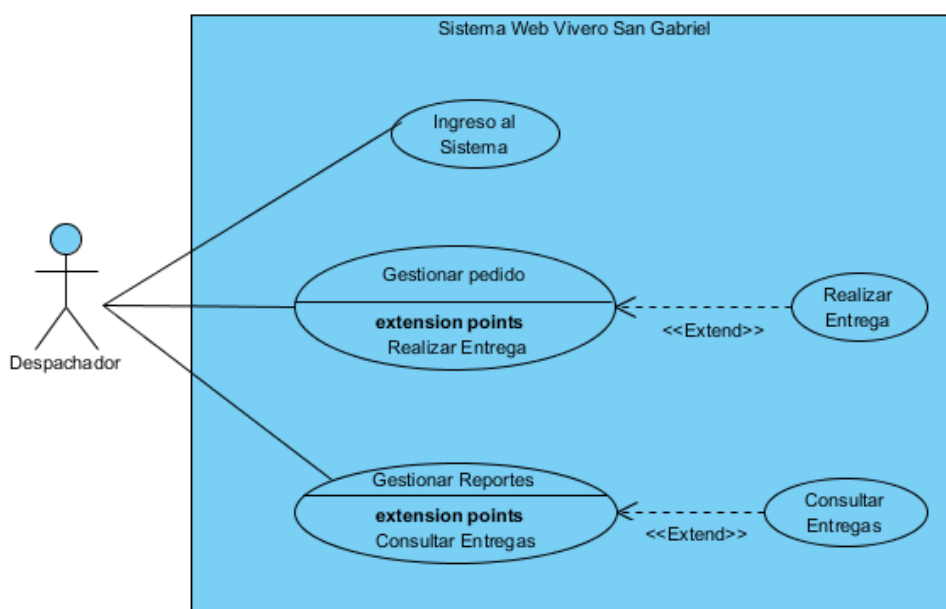 Sistema Web Vivero San Gabriel
Ingreso al
Sistema
Despachador
Gestionar pedido
extension points
Realizar Entrega
<<Extend>>
Realizar
Entrega
Gestionar Reportes
extension points
Consultar Entregas
<<Extend>>
Consultar
Entregas